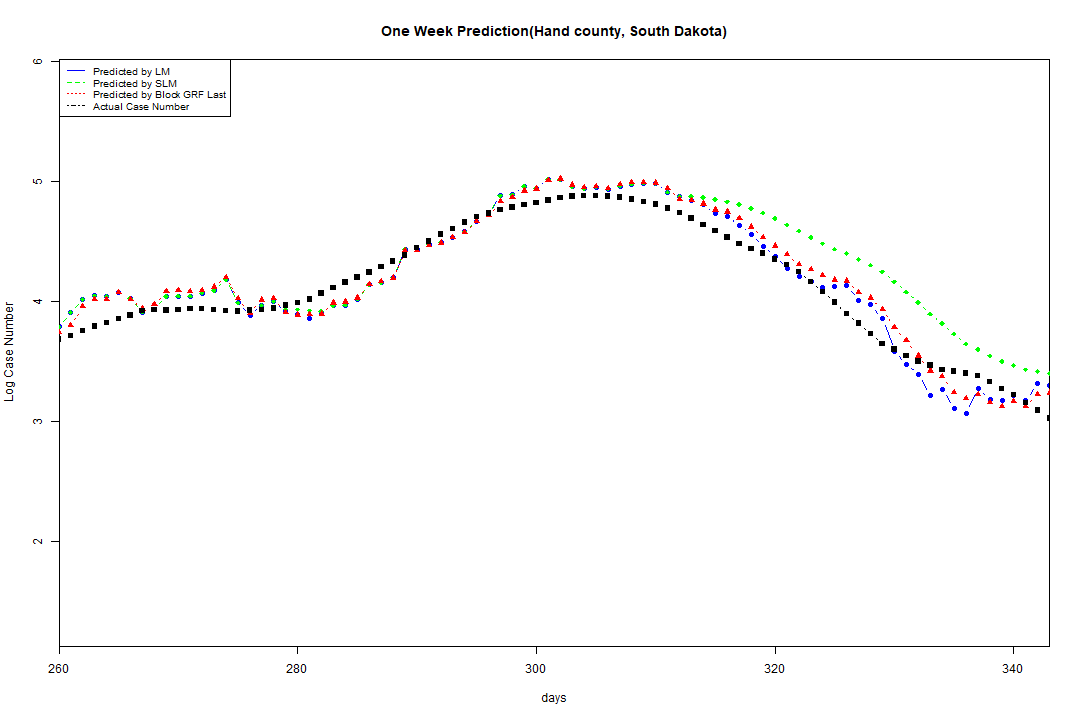 One Week Prediction(Hand county, South Dakota)
Predicted by LM
Predicted by SLM
Predicted by Block GRF Last
Actual Case Number
6
5
4
3
2
Log Case Number
260 280 300 320 340
days